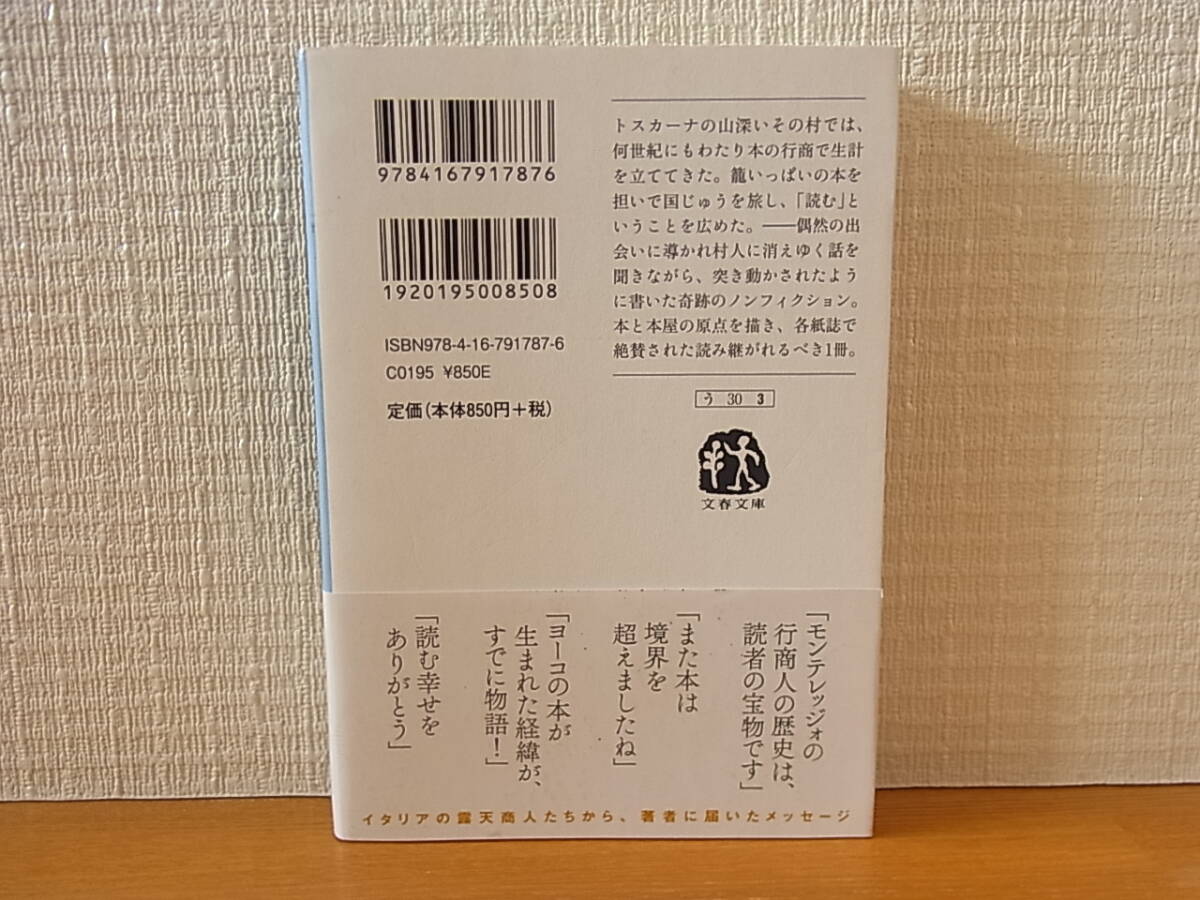 9784167917876
1920195008508
ISBN978-4-16-791787-6
C0195 ¥850E
定価(本体850円+税)
トスカーナの山深いその村では、
何世紀にもわたり本の行商で生計
を立ててきた。籠いっぱいの本を
担いで国じゅうを旅し、「読む」と
いうことを広めた。――偶然の出
会いに導かれ村人に消えゆく話を
聞きながら、突き動かされたよう
に書いた奇跡のノンフィクション。
本と本屋の原点を描き、各紙誌で
絶賛された読み継がれるべき1冊。
う 30 3
文春文庫
「モンテレッジォの
行商人の歴史は、
読者の宝物です」
「また本は
境界を
超えましたね」
「ヨーコの本が
生まれた経緯が、
すでに物語!」
「読む幸せを
ありがとう」
イタリアの露天商人たちから、著者に届いたメッセージ